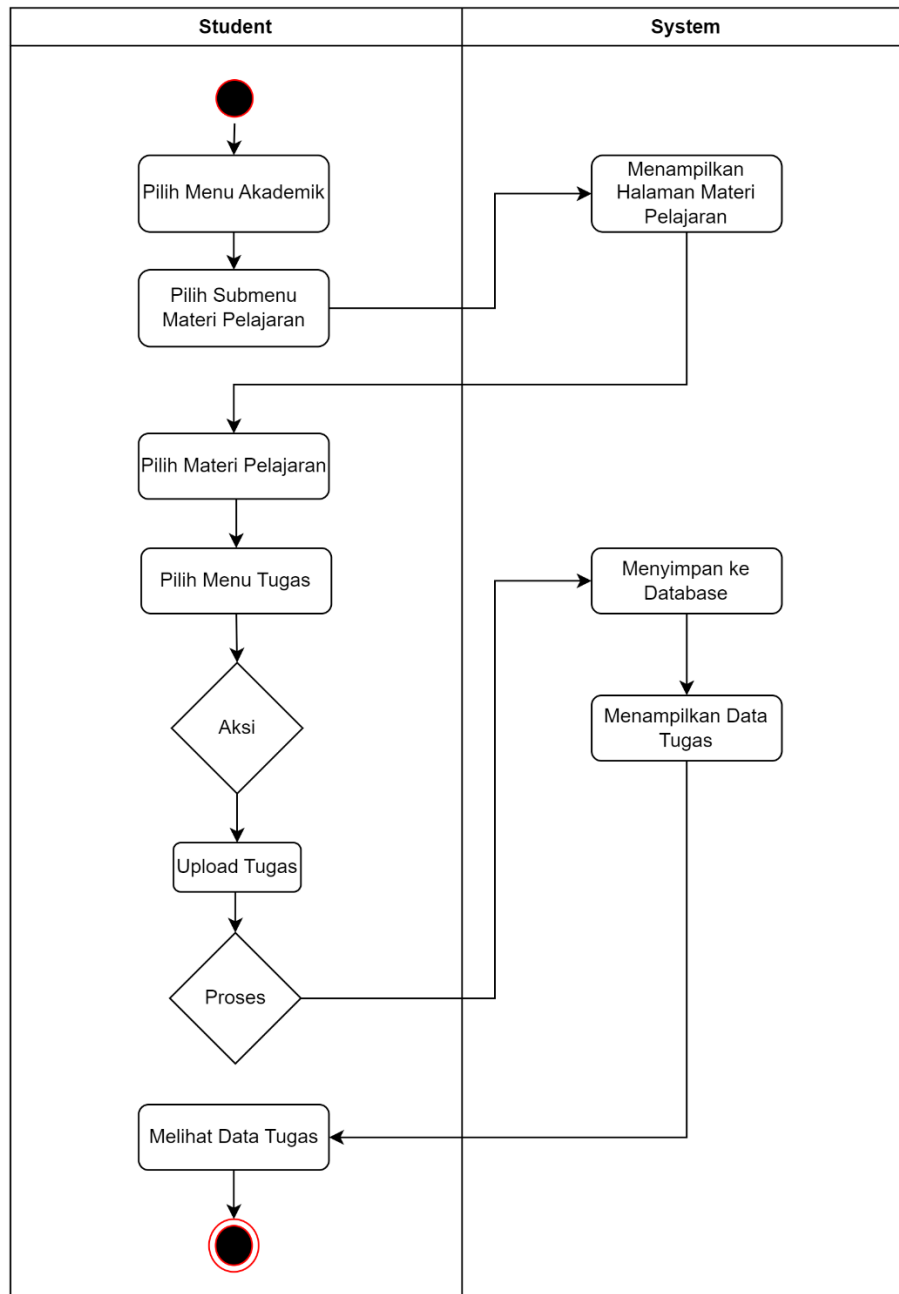 Student
System
Pilih Menu Akademik
Menampilkan
Halaman Materi
Pelajaran
Pilih Submenu
Materi Pelajaran
Pilih Materi Pelajaran
Pilih Menu Tugas
Menyimpan ke
Database
Aksi
Menampilkan Data
Tugas
Upload Tugas
Proses
Melihat Data Tugas